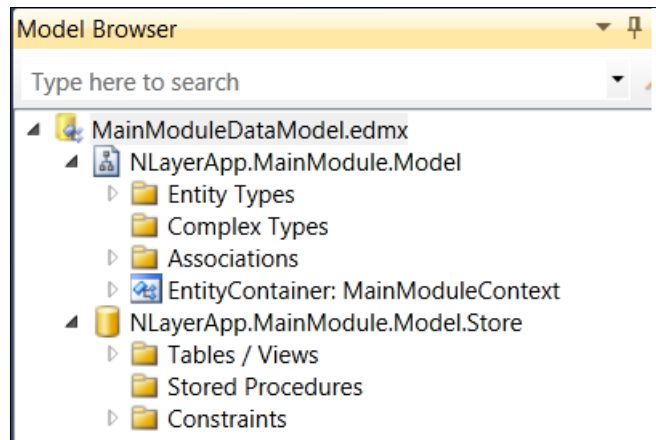 Model Browser
Type here to search
MainModuleDataModel.edmx
NLayerApp.MainModule.Model
Entity Types
Complex Types
Associations
EntityContainer: MainModuleContext
NLayerApp.MainModule.Model.Store
Tables / Views
Stored Procedures
Constraints